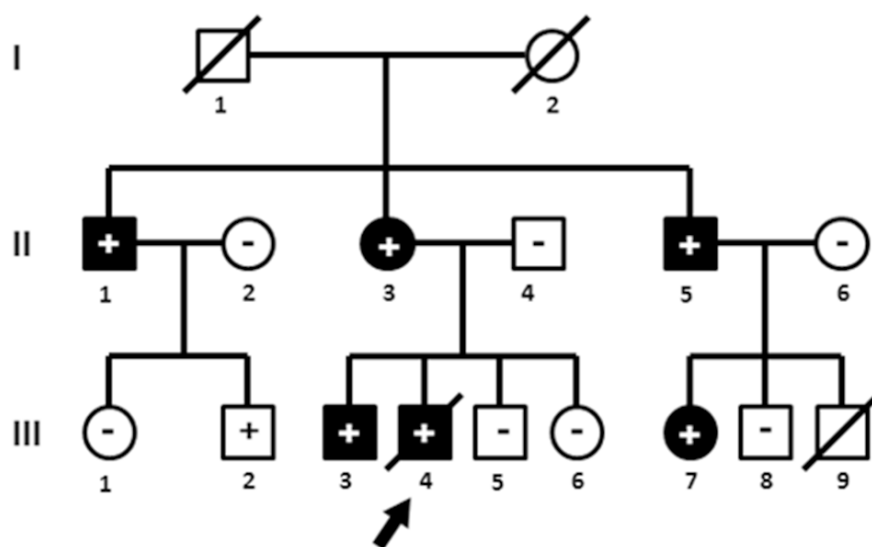 I
1 2
II
+ - + - + -
1 2 3 4 5 6
III
- + + + - - + -
1 2 3 4 5 6 7 8 9